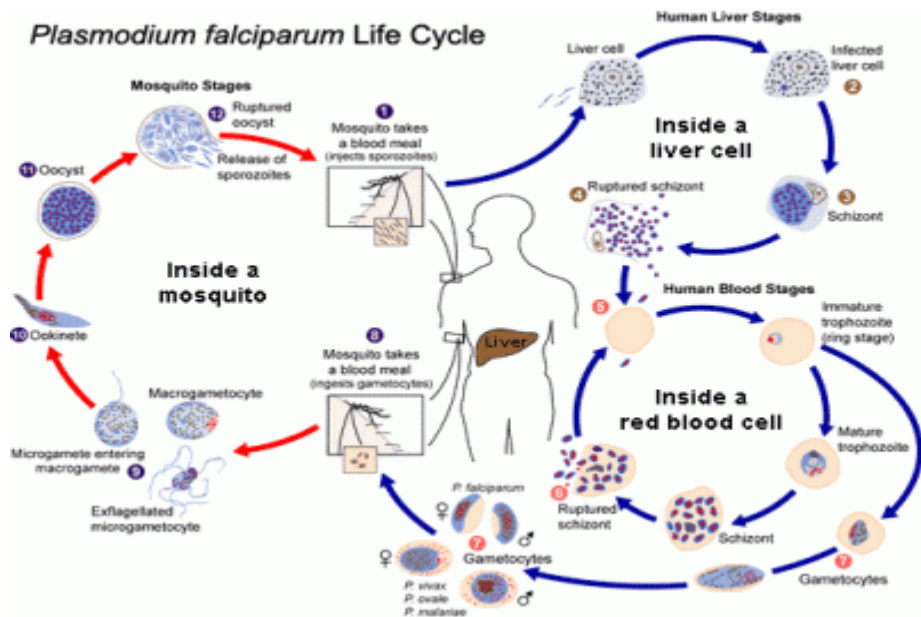 Plasmodium falciparum Life Cycle
Human Liver Stages
Liver cell
Infected
liver cell
2
Inside a
liver cell
3
Schizont
4
Ruptured schizont
Mosquito Stages
12
Ruptured
oocyst
Release of
sporozoites
11 Oocyst
1
Mosquito takes
a blood meal
(injects sporozoites)
Inside a
mosquito
10 Ookinete
Macrogametocyte
Microgamete entering
macrogamete 9
Exflagellated
microgametocyte
8
Mosquito takes
a blood meal
(ingests gametocytes)
Liver
Human Blood Stages
5
Immature
trophozoite
(ring stage)
Inside a
red blood cell
Mature
trophozoite
6
Ruptured
schizont
Schizont
7
Gametocytes
P. falciparum
♀
7
♂
Gametocytes
♀
P. vivax
P. ovale
P. malariae
♂